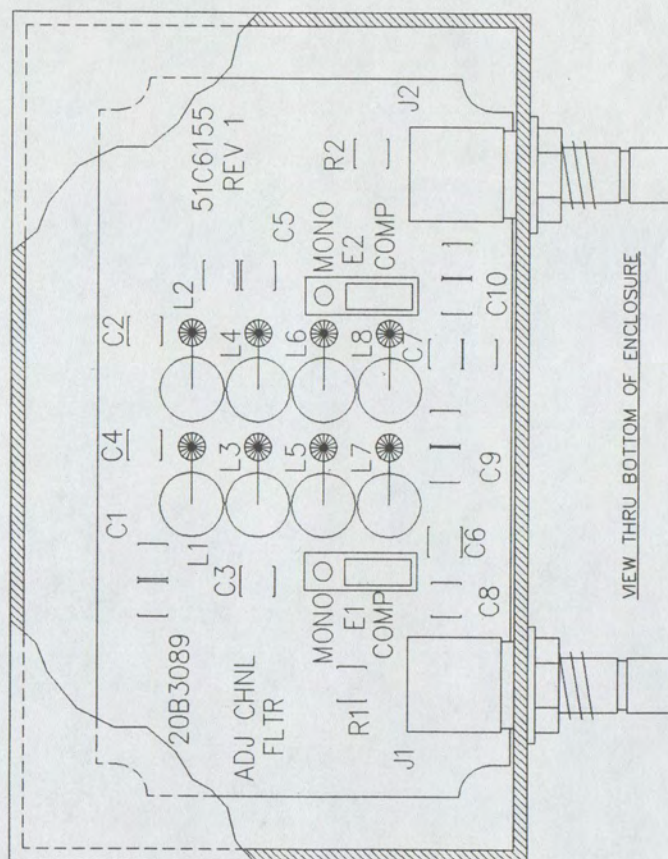 20B3089
ADJ CHNL
FLTR
51C6155
REV 1
C1
C4
C2
L1
L2
C3
L3
L4
C5
L5
L6
L7
L8
MONO
E1
COMP
MONO
E2
COMP
R1
R2
C7
C8
C6
C9
C10
J1
J2
VIEW THRU BOTTOM OF ENCLOSURE